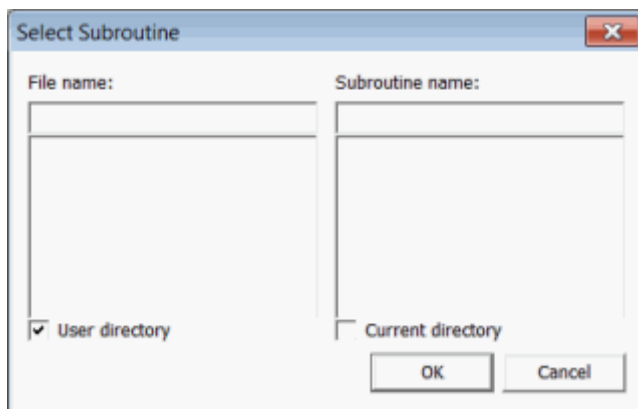 Select Subroutine
File name:
Subroutine name:
User directory
Current directory
OK
Cancel